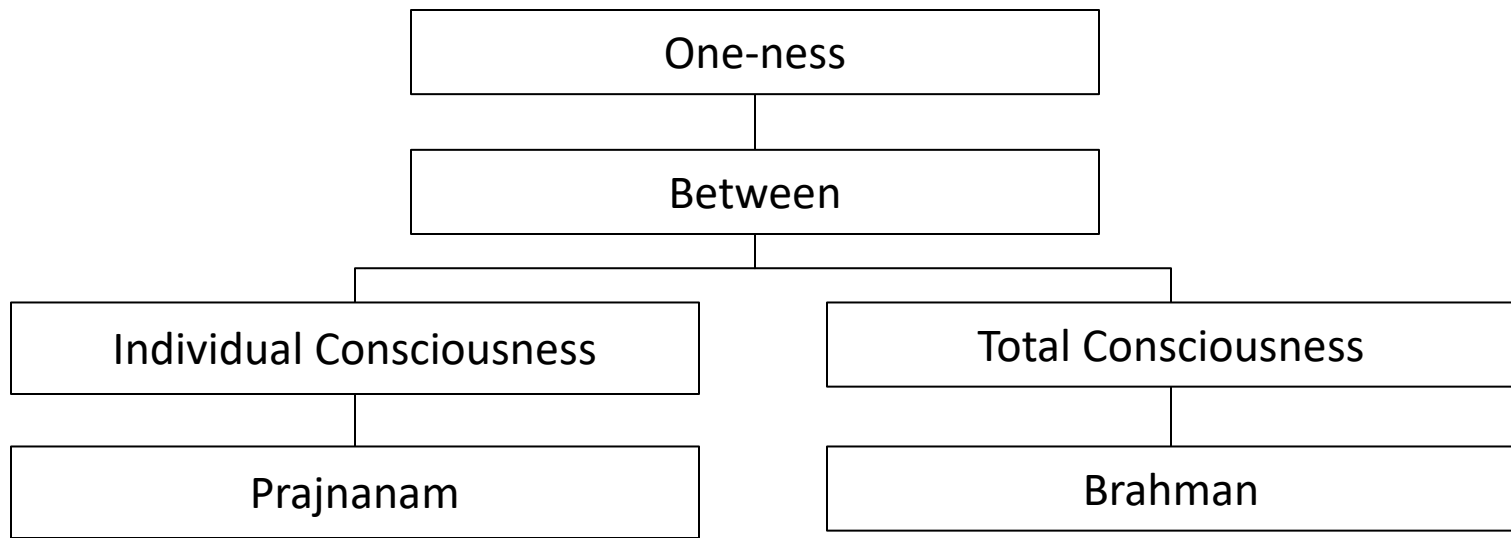 One-ness
Between
Individual Consciousness
Total Consciousness
Prajnanam
Brahman